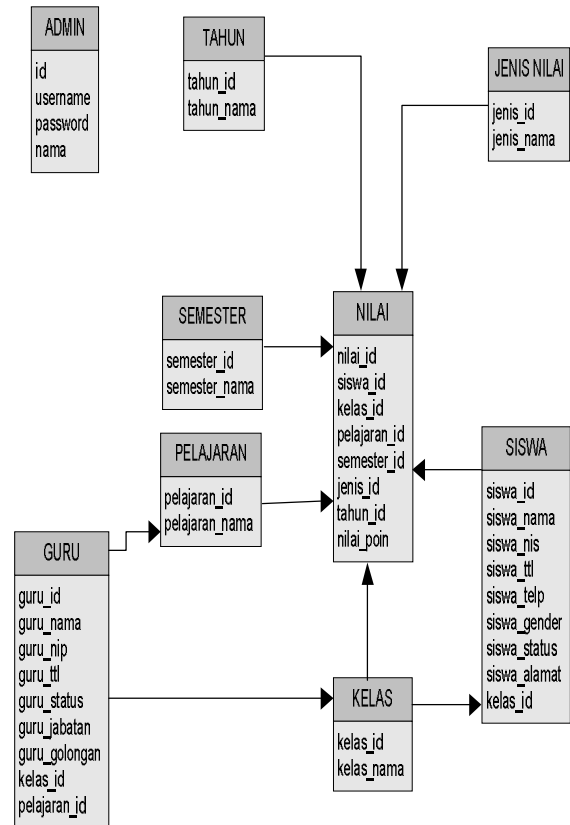 ADMIN
id
username
password
nama
TAHUN
tahun_id
tahun_nama
JENIS NILAI
jenis_id
jenis_nama
SEMESTER
semester_id
semester_nama
NILAI
nilai_id
siswa_id
kelas_id
pelajaran_id
semester_id
jenis_id
tahun_id
nilai_poin
PELAJARAN
pelajaran_id
pelajaran_nama
SISWA
siswa_id
siswa_nama
siswa_nis
siswa_ttl
siswa_telp
siswa_gender
siswa_status
siswa_alamat
kelas_id
GURU
guru_id
guru_nama
guru_nip
guru_ttl
guru_status
guru_jabatan
guru_golongan
kelas_id
pelajaran_id
KELAS
kelas_id
kelas_nama